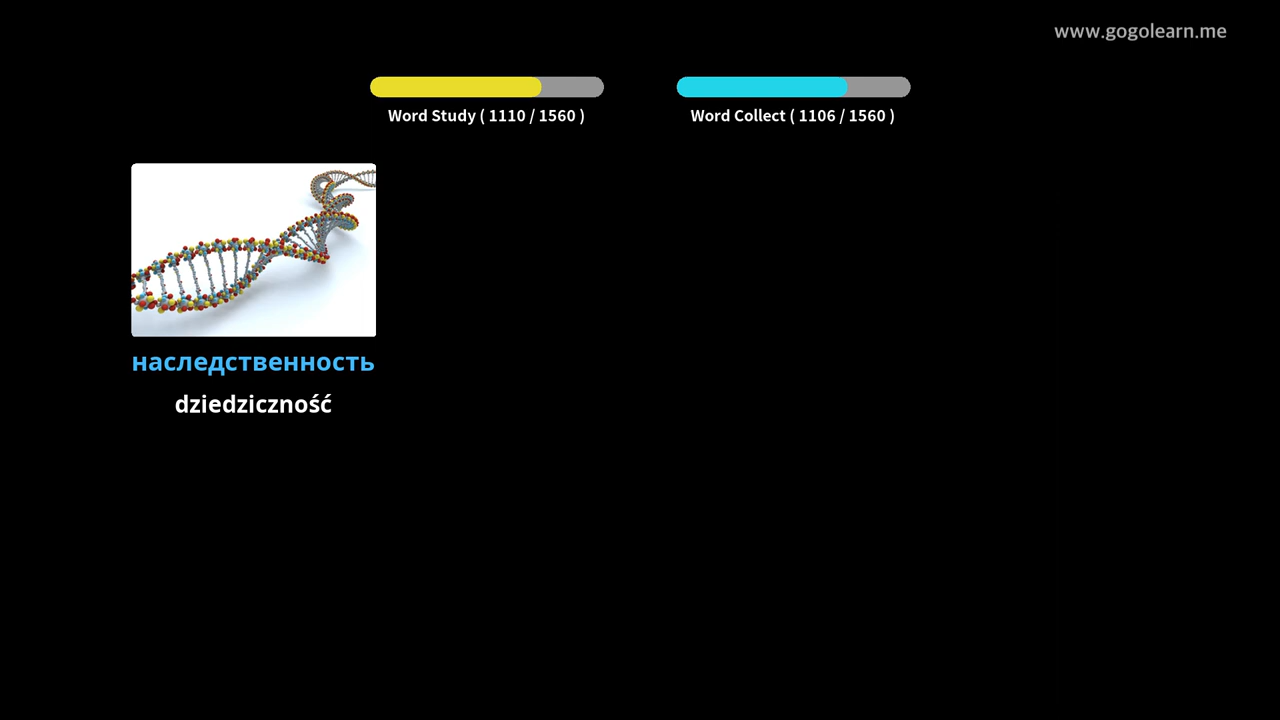 www.gogolearn.me
Word Study ( 1110 / 1560 )
Word Collect ( 1106 / 1560 )
наследственность
dziedziczność